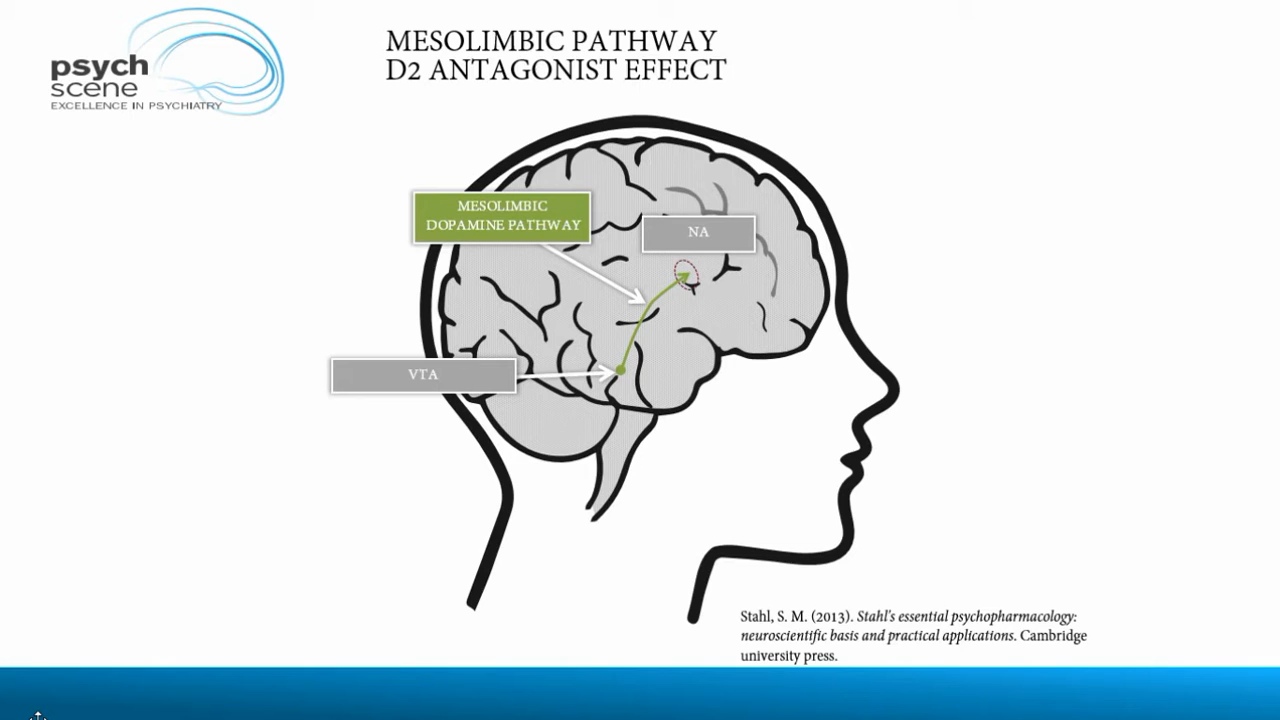 psych
scene
EXCELLENCE IN PSYCHIATRY
MESOLIMBIC PATHWAY
D2 ANTAGONIST EFFECT
MESOLIMBIC
DOPAMINE PATHWAY
NA
VTA
Stahl, S. M. (2013). Stahl's essential psychopharmacology:
neuroscientific basis and practical applications. Cambridge
university press.